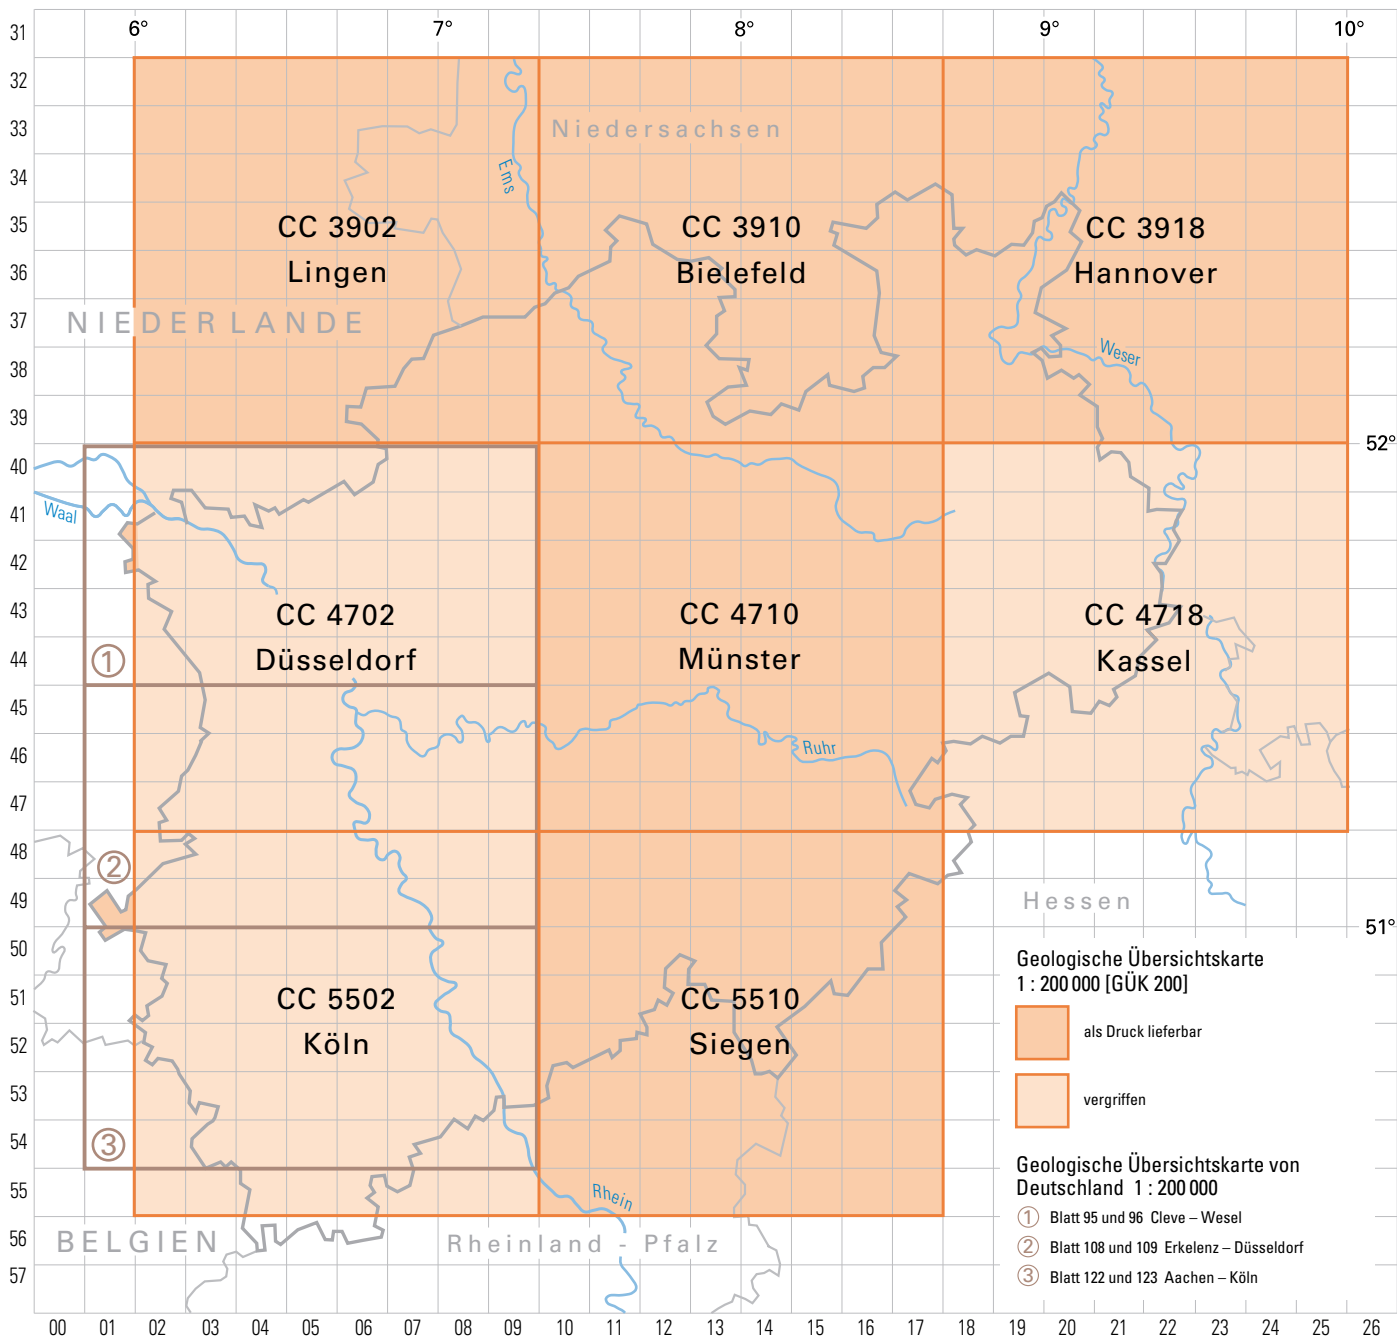 6° 7° 8° 9° 10°
31
32
33
34
35
36
37
38
39
40
41
42
43
44
45
46
47
48
49
50
51
52
53
54
55
56
57
52°
51°
Niedersachsen
Ems
CC 3902
Lingen
CC 3910
Bielefeld
CC 3918
Hannover
NIEDERLANDE
Weser
Waal
CC 4702
Düsseldorf
CC 4710
Münster
CC 4718
Kassel
1
Ruhr
2
Hessen
CC 5502
Köln
CC 5510
Siegen
3
Rhein
BELGIEN
Rheinland - Pfalz
Geologische Übersichtskarte
1 : 200 000 [GÜK 200]
als Druck lieferbar
vergriffen
Geologische Übersichtskarte von
Deutschland 1 : 200 000
1 Blatt 95 und 96 Cleve – Wesel
2 Blatt 108 und 109 Erkelenz – Düsseldorf
3 Blatt 122 und 123 Aachen – Köln
00 01 02 03 04 05 06 07 08 09 10 11 12 13 14 15 16 17 18 19 20 21 22 23 24 25 26